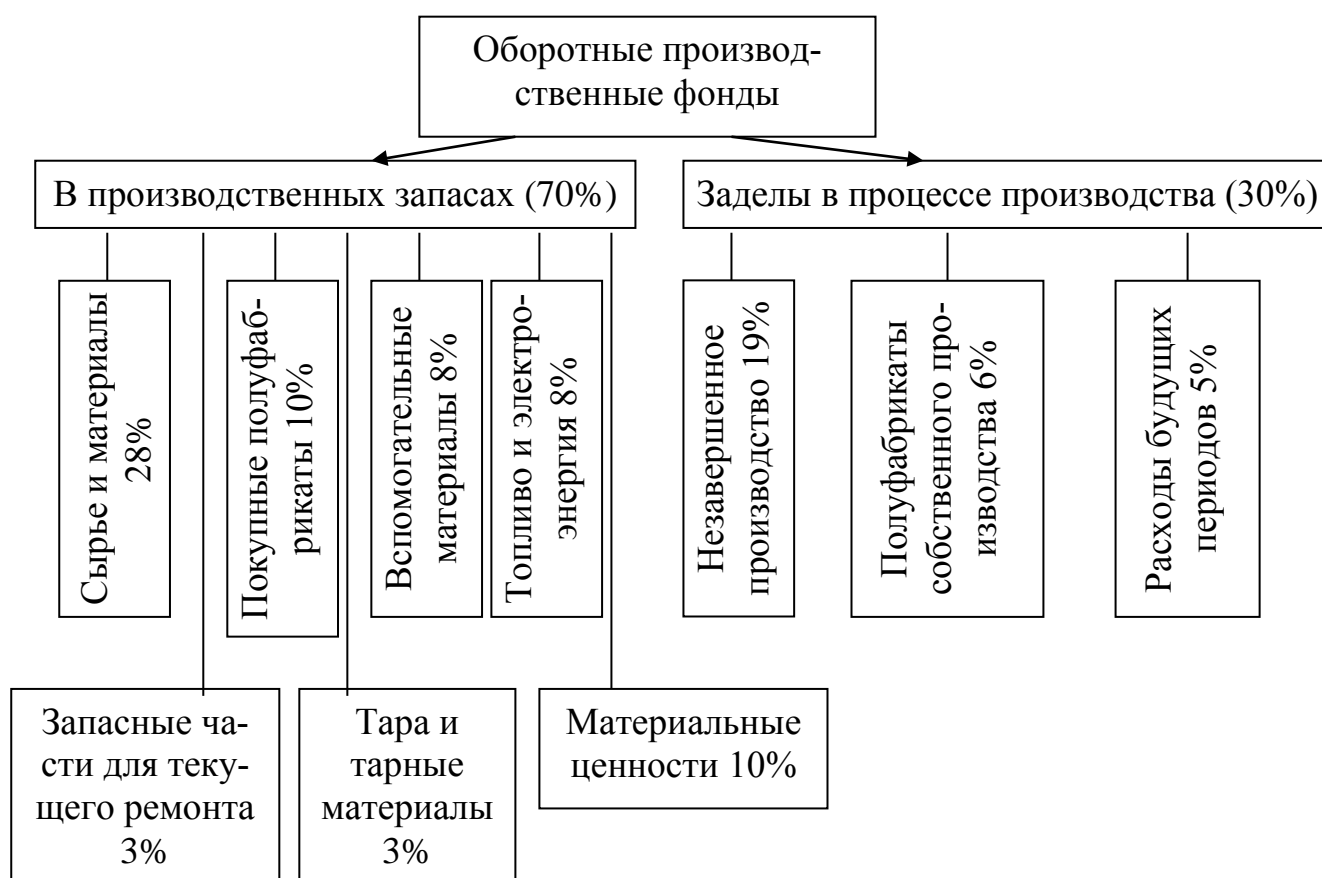 Оборотные производ-
ственные фонды
В производственных запасах (70%)
Заделы в процессе производства (30%)
Сырье и материалы
28%
Покупные полуфаб-
рикаты 10%
Вспомогательные
материалы 8%
Топливо и электро-
энергия 8%
Незавершенное
производство 19%
Полуфабрикаты
собственного про-
изводства 6%
Расходы будущих
периодов 5%
Запасные ча-
сти для теку-
щего ремонта
3%
Тара и
тарные
материалы
3%
Материальные
ценности 10%